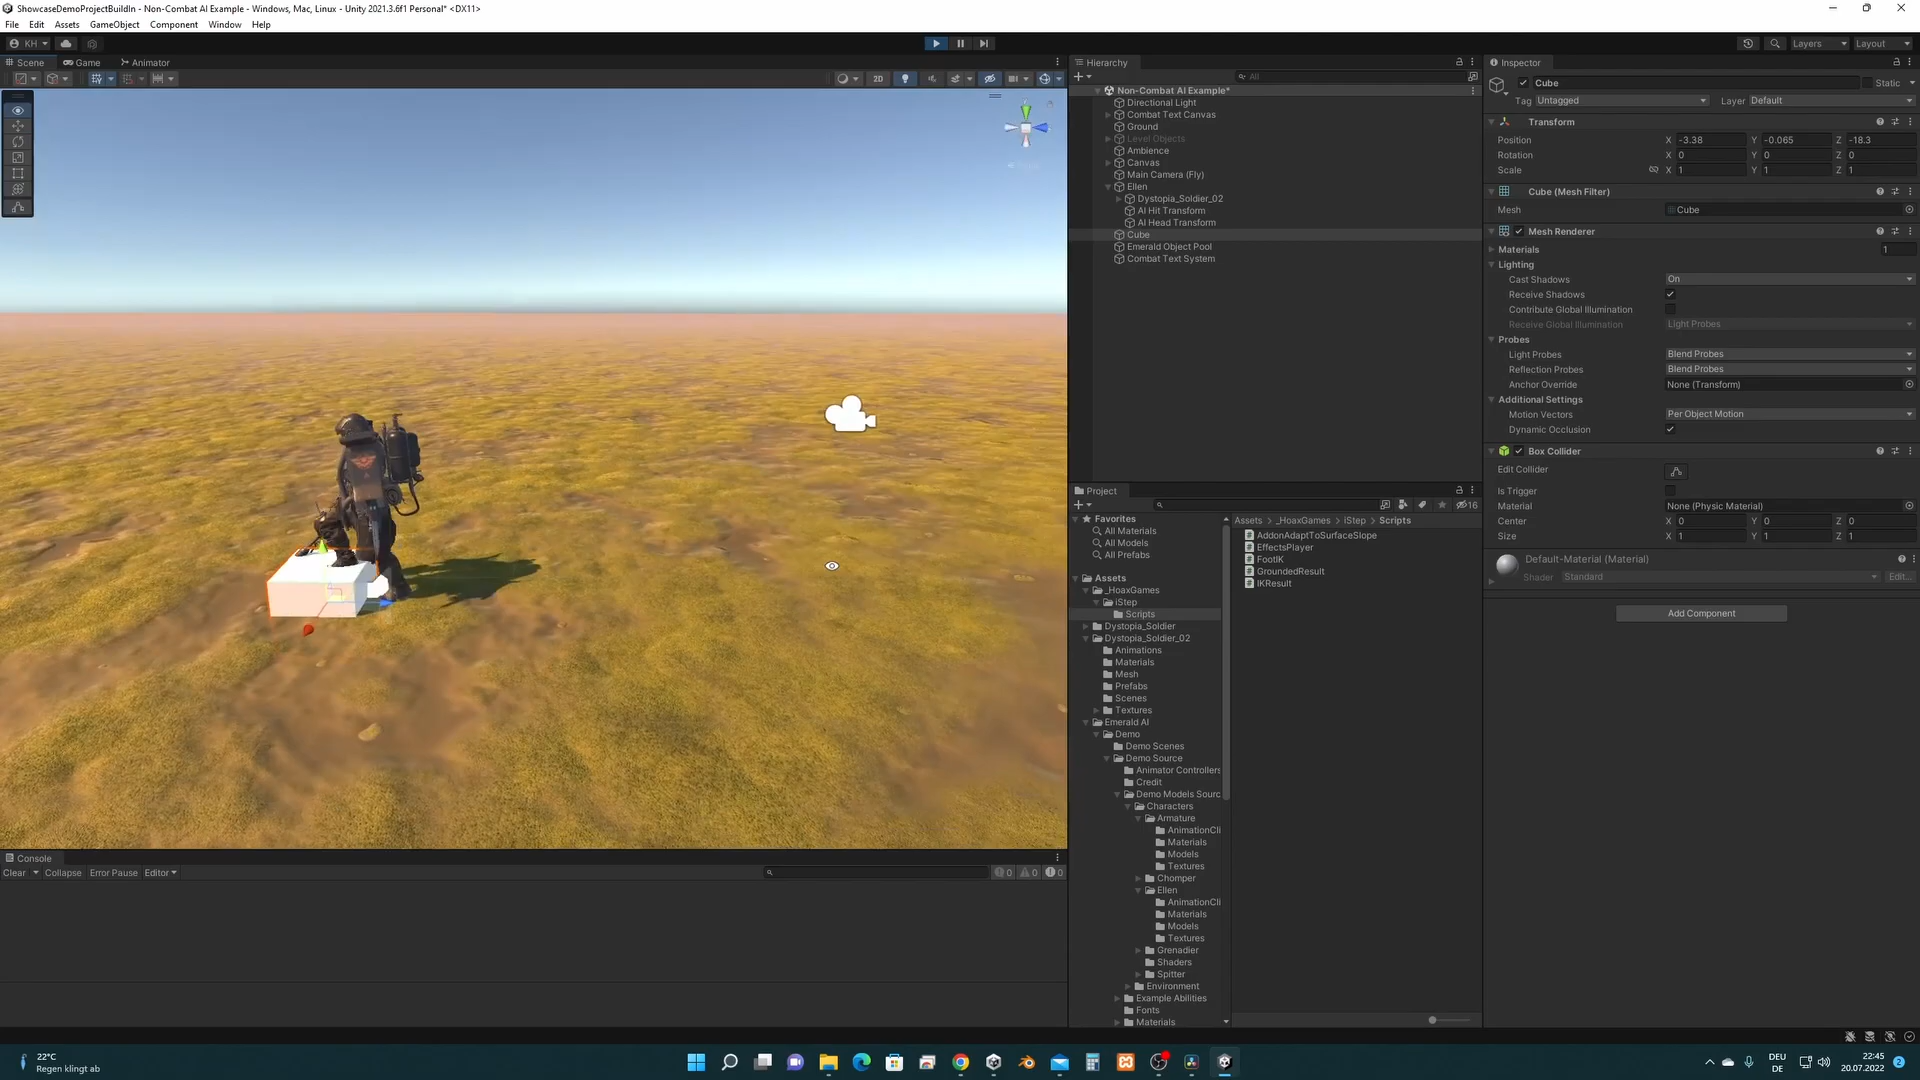 ShowcaseDemoProjectBuildIn - Non-Combat AI Example - Windows, Mac, Linux - Unity 2021.3.6f1 Personal* <DX11>
File Edit Assets GameObject Component Window Help
KH
Layers Layout
Scene Game Animator
2D
Hierarchy
All
Non-Combat AI Example*
Directional Light
Combat Text Canvas
Ground
Level Objects
Ambience
Canvas
Main Camera (Fly)
Ellen
Dystopia_Soldier_02
AI Hit Transform
AI Head Transform
Cube
Emerald Object Pool
Combat Text System
Inspector
Cube Static
Tag Untagged Layer Default
Transform
Position X -3.38 Y -0.065 Z -18.3
Rotation X 0 Y 0 Z 0
Scale X 1 Y 1 Z 1
Cube (Mesh Filter)
Mesh Cube
Mesh Renderer
Materials 1
Lighting
Cast Shadows On
Receive Shadows
Contribute Global Illumination
Receive Global Illumination Light Probes
Probes
Light Probes Blend Probes
Reflection Probes Blend Probes
Anchor Override None (Transform)
Additional Settings
Motion Vectors Per Object Motion
Dynamic Occlusion
Box Collider
Edit Collider
Is Trigger
Material None (Physic Material)
Center X 0 Y 0 Z 0
Size X 1 Y 1 Z 1
Default-Material (Material)
Shader Standard Edit...
Add Component
Project
16
Favorites
All Materials
All Models
All Prefabs
Assets
_HoaxGames
iStep
Scripts
Dystopia_Soldier
Dystopia_Soldier_02
Animations
Materials
Mesh
Prefabs
Scenes
Textures
Emerald AI
Demo
Demo Scenes
Demo Source
Animator Controllers
Credit
Demo Models Sourc
Characters
Armature
AnimationCli
Materials
Models
Textures
Chomper
Ellen
AnimationCli
Materials
Models
Textures
Grenadier
Shaders
Spitter
Environment
Example Abilities
Fonts
Materials
Assets > _HoaxGames > iStep > Scripts
AddonAdaptToSurfaceSlope
EffectsPlayer
FootIK
GroundedResult
IKResult
Console
Clear Collapse Error Pause Editor
0 0 0
22°C
Regen klingt ab
DEU
DE
22:45
20.07.2022
2